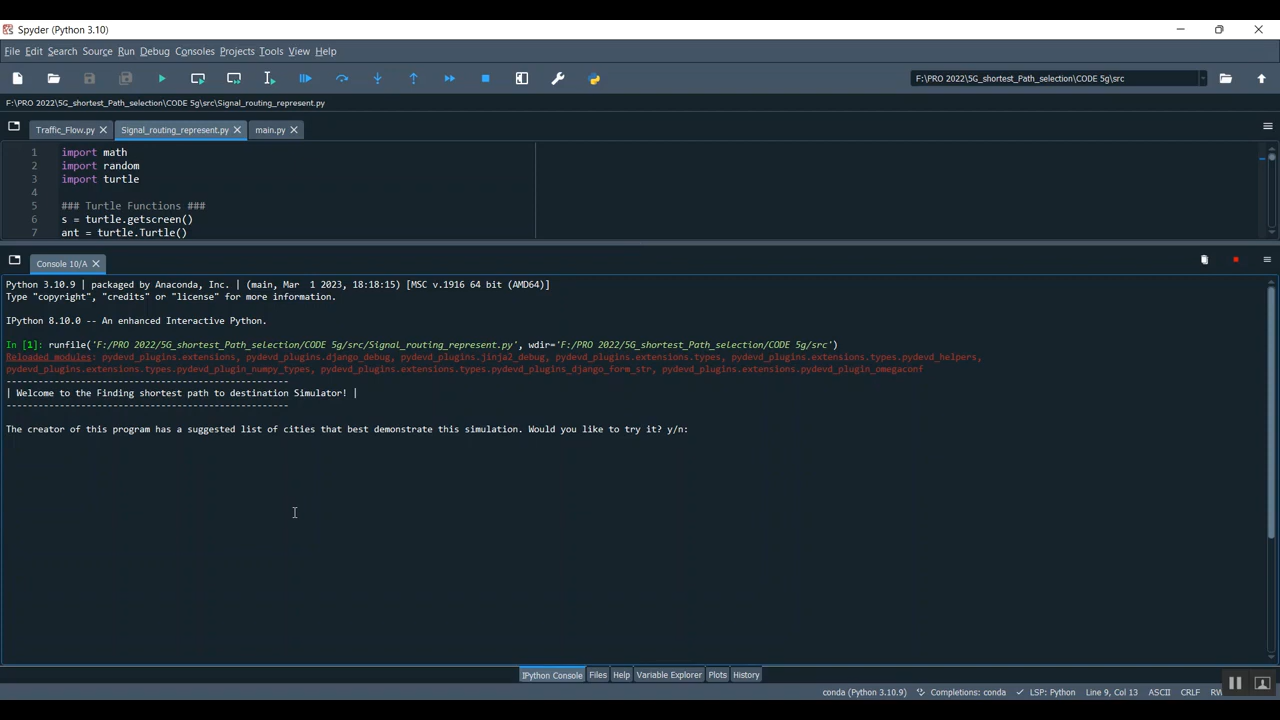 Spyder (Python 3.10)
File Edit Search Source Run Debug Consoles Projects Tools View Help
F:\PRO 2022\5G_shortest_Path_selection\CODE 5g\src
F:\PRO 2022\5G_shortest_Path_selection\CODE 5g\src\Signal_routing_represent.py
Traffic_Flow.py Signal_routing_represent.py main.py
1 import math
2 import random
3 import turtle
4
5 ### Turtle Functions ###
6 s = turtle.getscreen()
7 ant = turtle.Turtle()
Console 10/A
Python 3.10.9 | packaged by Anaconda, Inc. | (main, Mar  1 2023, 18:18:15) [MSC v.1916 64 bit (AMD64)]
Type "copyright", "credits" or "license" for more information.
IPython 8.10.0 -- An enhanced Interactive Python.
In [1]: runfile('F:/PRO 2022/5G_shortest_Path_selection/CODE 5g/src/Signal_routing_represent.py', wdir='F:/PRO 2022/5G_shortest_Path_selection/CODE 5g/src')
Reloaded modules: pydevd_plugins.extensions, pydevd_plugins.django_debug, pydevd_plugins.jinja2_debug, pydevd_plugins.extensions.types, pydevd_plugins.extensions.types.pydevd_helpers,
pydevd_plugins.extensions.types.pydevd_plugin_numpy_types, pydevd_plugins.extensions.types.pydevd_plugins_django_form_str, pydevd_plugins.extensions.pydevd_plugin_omegaconf
-----------------------------------------------------
| Welcome to the Finding shortest path to destination Simulator! |
-----------------------------------------------------
The creator of this program has a suggested list of cities that best demonstrate this simulation. Would you like to try it? y/n:
IPython Console Files Help Variable Explorer Plots History
conda (Python 3.10.9) Completions: conda LSP: Python Line 9, Col 13 ASCII CRLF RW